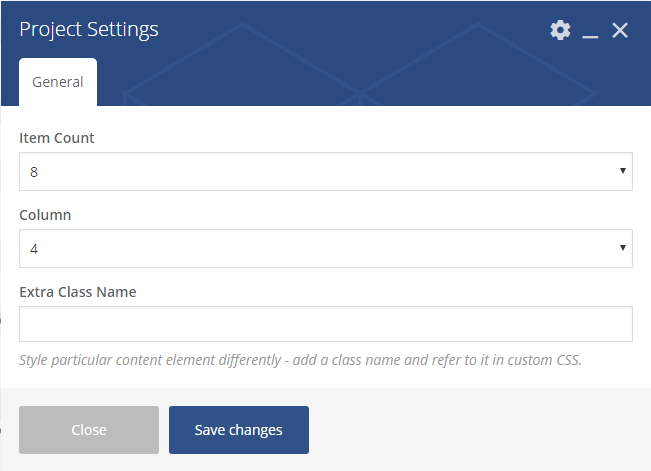 Project Settings
General
Item Count
8
Column
4
Extra Class Name
Style particular content element differently - add a class name and refer to it in custom CSS.
Close
Save changes